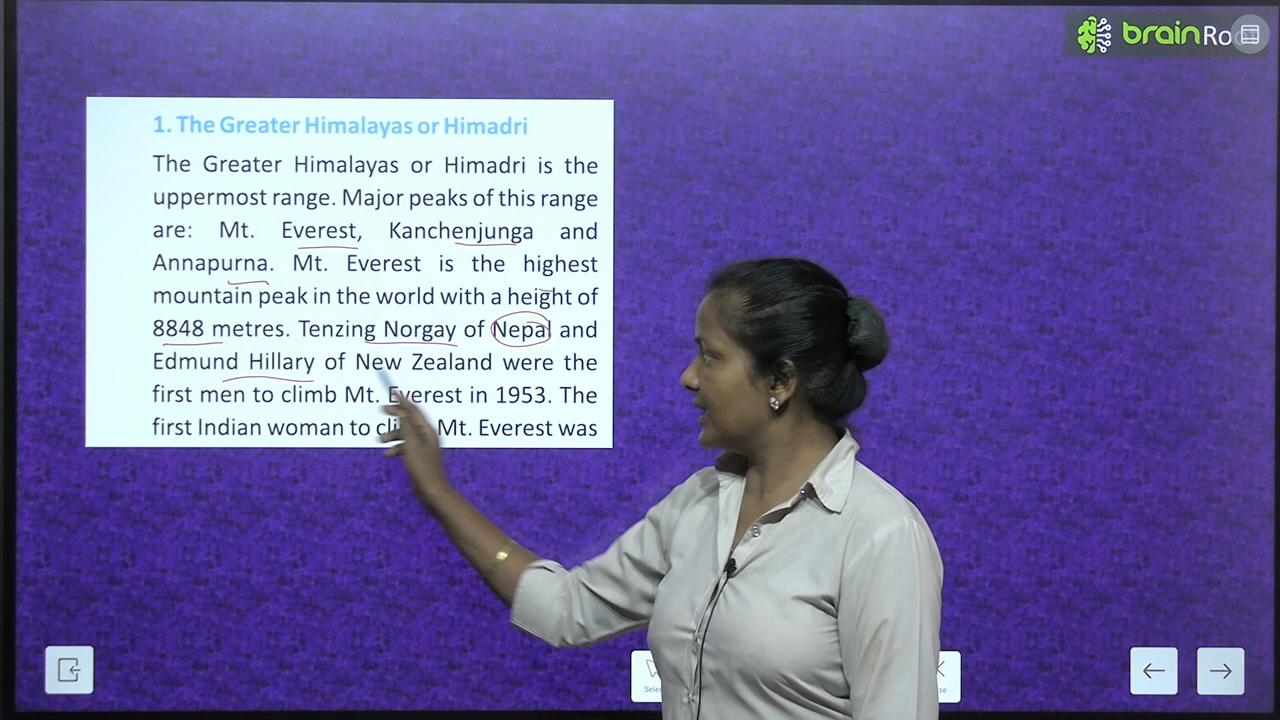 brainRo
1. The Greater Himalayas or Himadri
The Greater Himalayas or Himadri is the
uppermost range. Major peaks of this range
are: Mt. Everest, Kanchenjunga and
Annapurna. Mt. Everest is the highest
mountain peak in the world with a height of
8848 metres. Tenzing Norgay of Nepal and
Edmund Hillary of New Zealand were the
first men to climb Mt. Everest in 1953. The
first Indian woman to Mt. Everest was